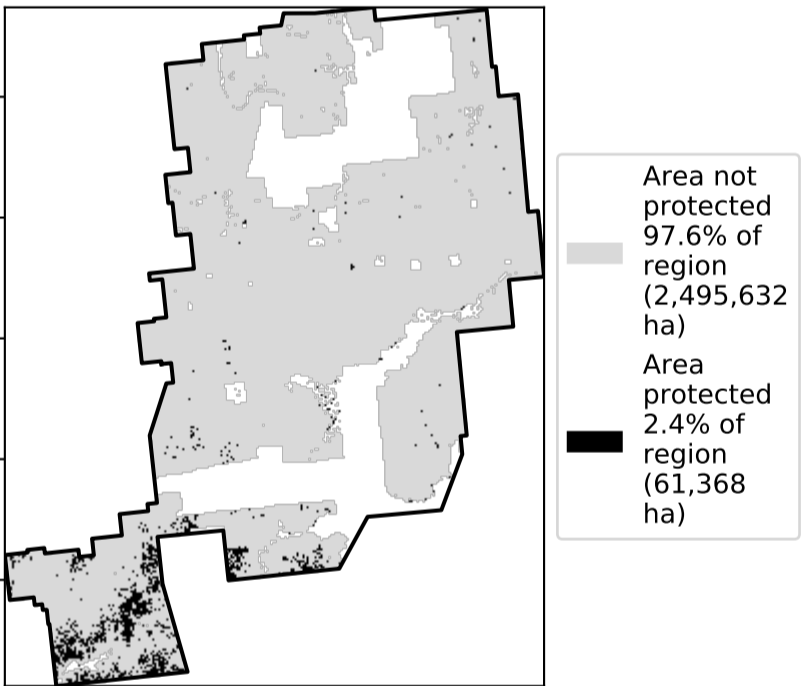 Area not
protected
97.6% of
region
(2,495,632
ha)
Area
protected
2.4% of
region
(61,368
ha)